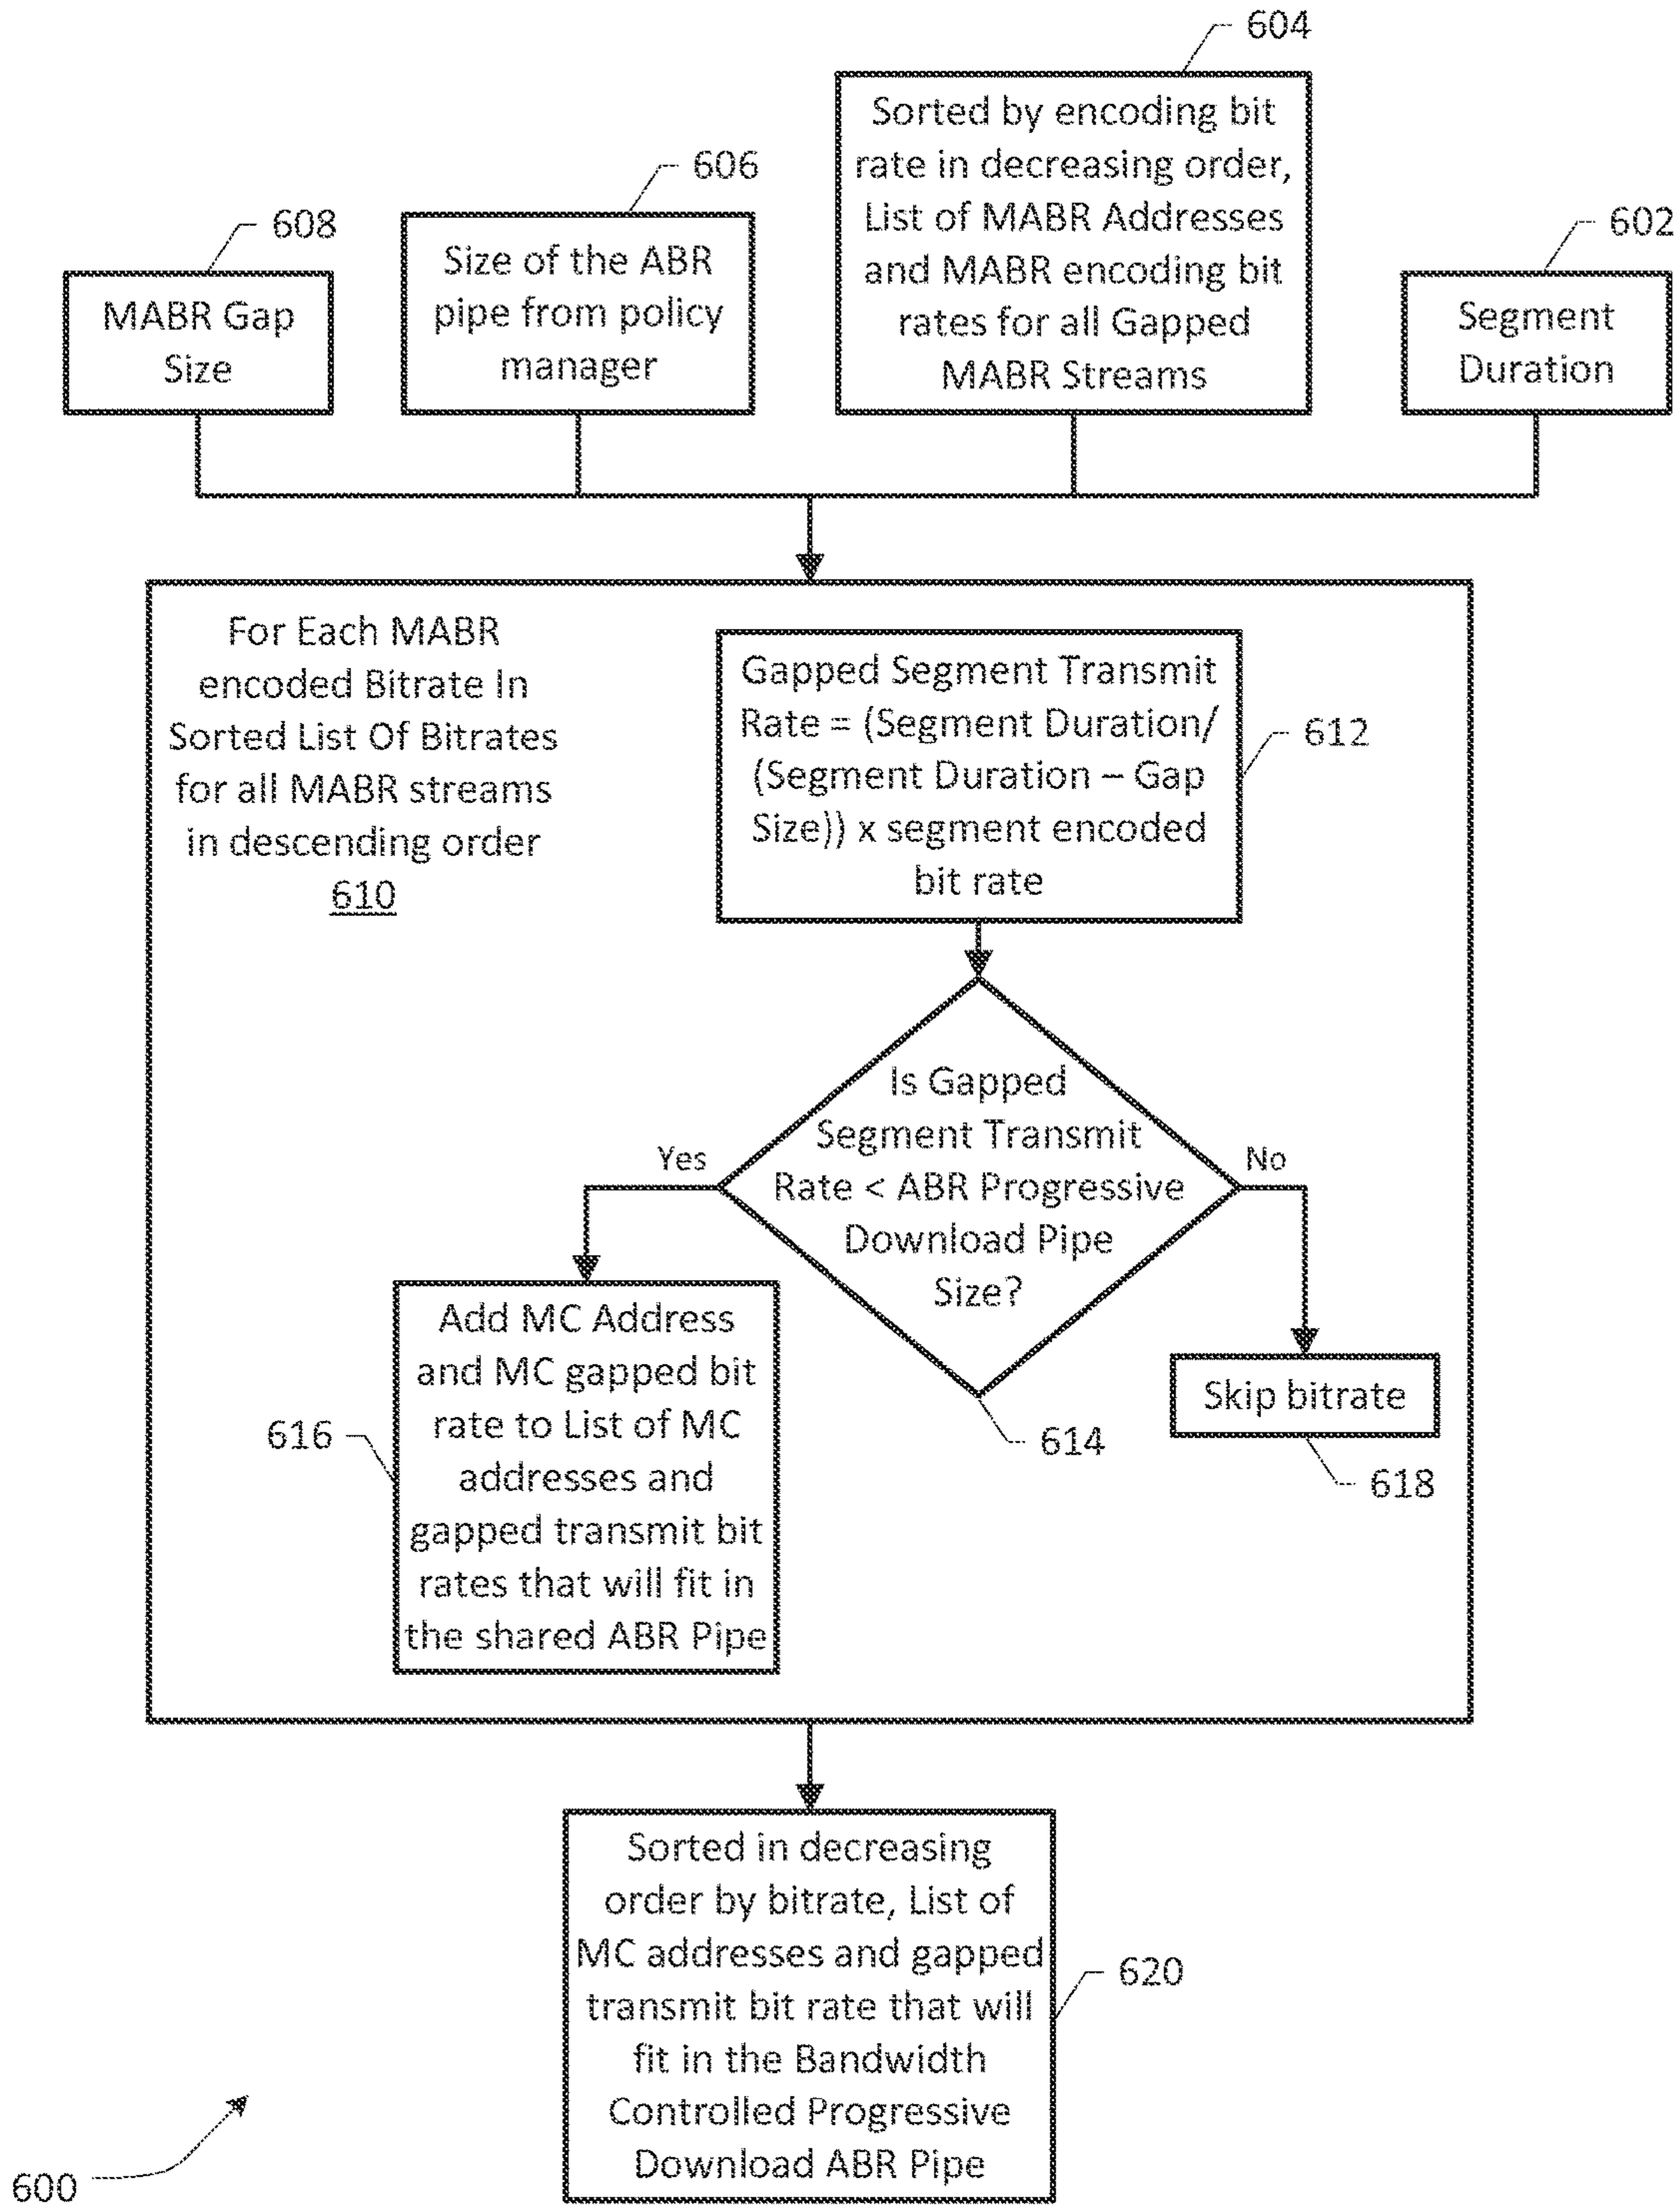 604
Sorted by encoding bit
rate in decreasing order,
List of MABR Addresses
and MABR encoding bit
rates for all Gapped
MABR Streams
606
Size of the ABR
pipe from policy
manager
608
MABR Gap
Size
602
Segment
Duration
For Each MABR
encoded Bitrate In
Sorted List Of Bitrates
for all MABR streams
in descending order
610
Gapped Segment Transmit
Rate = (Segment Duration/
(Segment Duration – Gap
Size)) x segment encoded
bit rate
612
Is Gapped
Segment Transmit
Rate < ABR Progressive
Download Pipe
Size?
Yes
No
614
Add MC Address
and MC gapped bit
rate to List of MC
addresses and
gapped transmit bit
rates that will fit in
the shared ABR Pipe
616
Skip bitrate
618
Sorted in decreasing
order by bitrate, List of
MC addresses and gapped
transmit bit rate that will
fit in the Bandwidth
Controlled Progressive
Download ABR Pipe
620
600